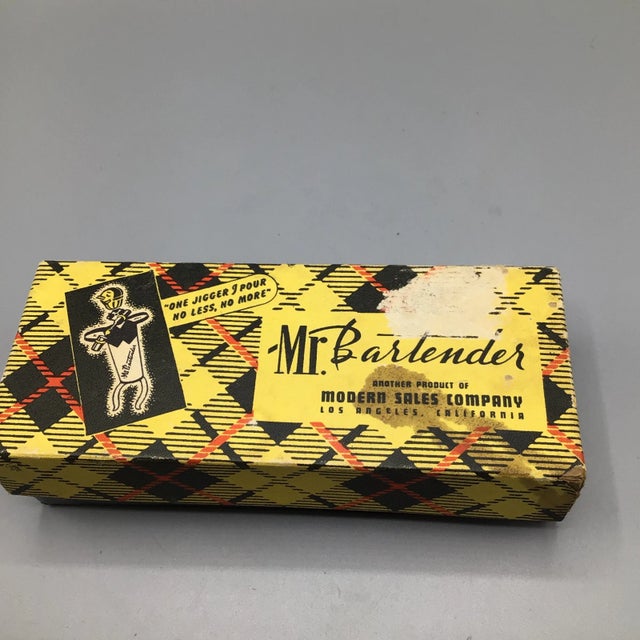 "ONE JIGGER I POUR
NO LESS, NO MORE"
Mr. Bartender
ANOTHER PRODUCT OF
MODERN SALES COMPANY
LOS ANGELES, CALIFORNIA